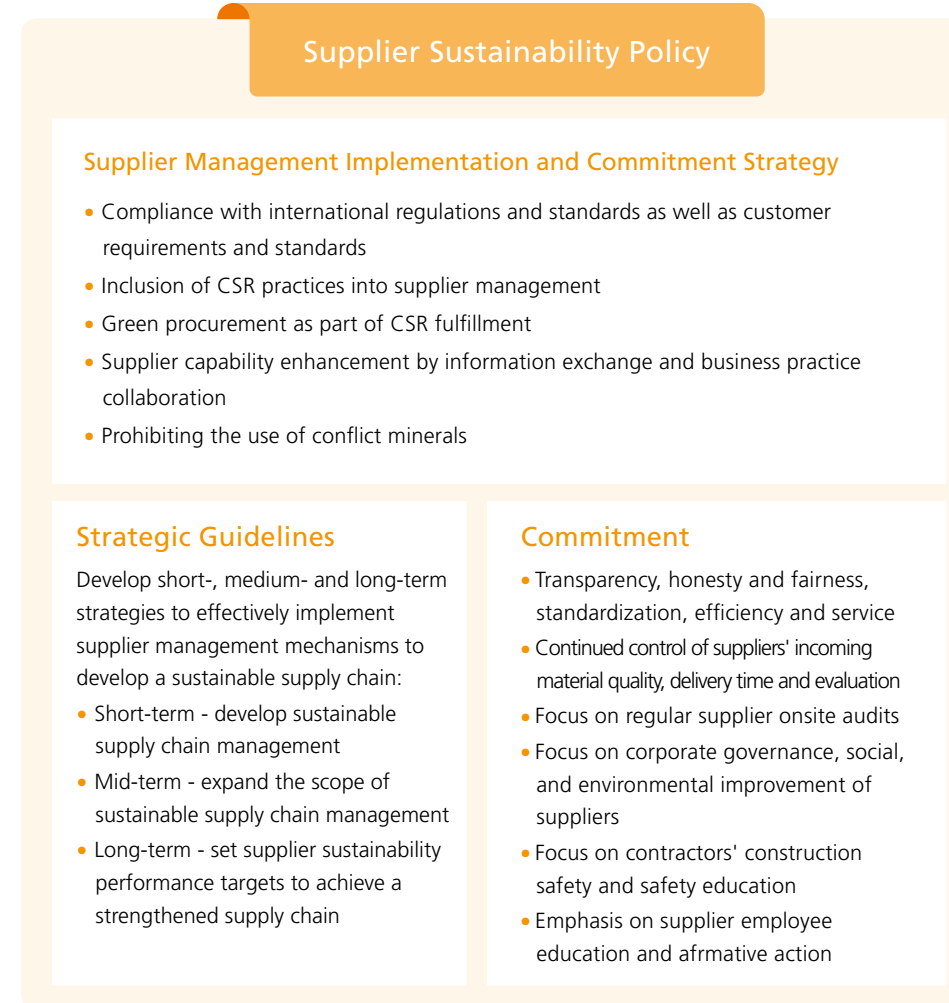 Supplier Sustainability Policy
Supplier Management Implementation and Commitment Strategy
• Compliance with international regulations and standards as well as customer
requirements and standards
• Inclusion of CSR practices into supplier management
• Green procurement as part of CSR fulfillment
• Supplier capability enhancement by information exchange and business practice
collaboration
• Prohibiting the use of conflict minerals
Strategic Guidelines
Develop short-, medium- and long-term
strategies to effectively implement
supplier management mechanisms to
develop a sustainable supply chain:
• Short-term - develop sustainable
supply chain management
• Mid-term - expand the scope of
sustainable supply chain management
• Long-term - set supplier sustainability
performance targets to achieve a
strengthened supply chain
Commitment
• Transparency, honesty and fairness,
standardization, efficiency and service
• Continued control of suppliers' incoming
material quality, delivery time and evaluation
• Focus on regular supplier onsite audits
• Focus on corporate governance, social,
and environmental improvement of
suppliers
• Focus on contractors' construction
safety and safety education
• Emphasis on supplier employee
education and afrmative action